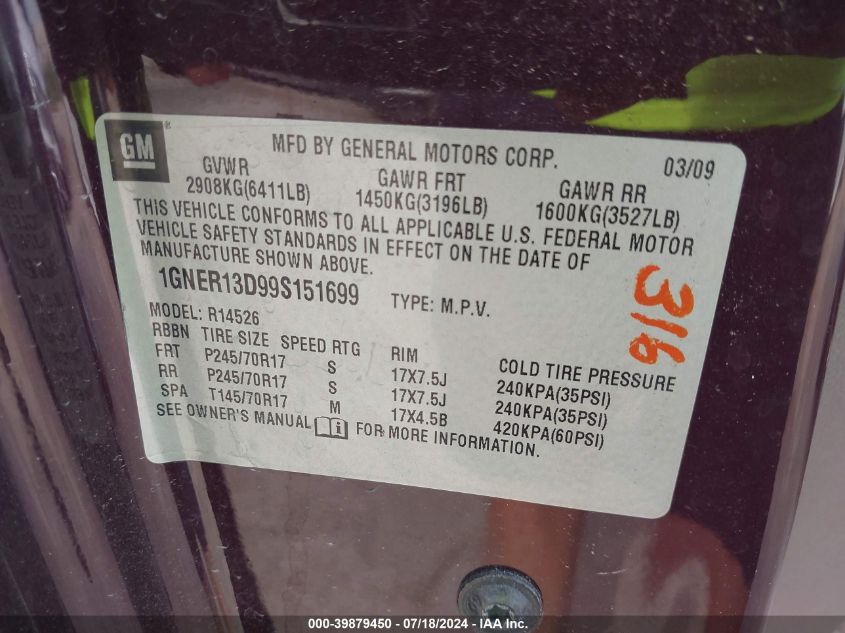 GM
MFD BY GENERAL MOTORS CORP. 03/09
GVWR GAWR FRT GAWR RR
2908KG(6411LB) 1450KG(3196LB) 1600KG(3527LB)
THIS VEHICLE CONFORMS TO ALL APPLICABLE U.S. FEDERAL MOTOR
VEHICLE SAFETY STANDARDS IN EFFECT ON THE DATE OF
MANUFACTURE SHOWN ABOVE.
1GNER13D99S151699 TYPE: M.P.V.
316
MODEL: R14526
RBBN TIRE SIZE SPEED RTG RIM COLD TIRE PRESSURE
FRT P245/70R17 S 17X7.5J 240KPA(35PSI)
RR P245/70R17 S 17X7.5J 240KPA(35PSI)
SPA T145/70R17 M 17X4.5B 420KPA(60PSI)
SEE OWNER'S MANUAL FOR MORE INFORMATION.
000-39879450 - 07/18/2024 - IAA Inc.